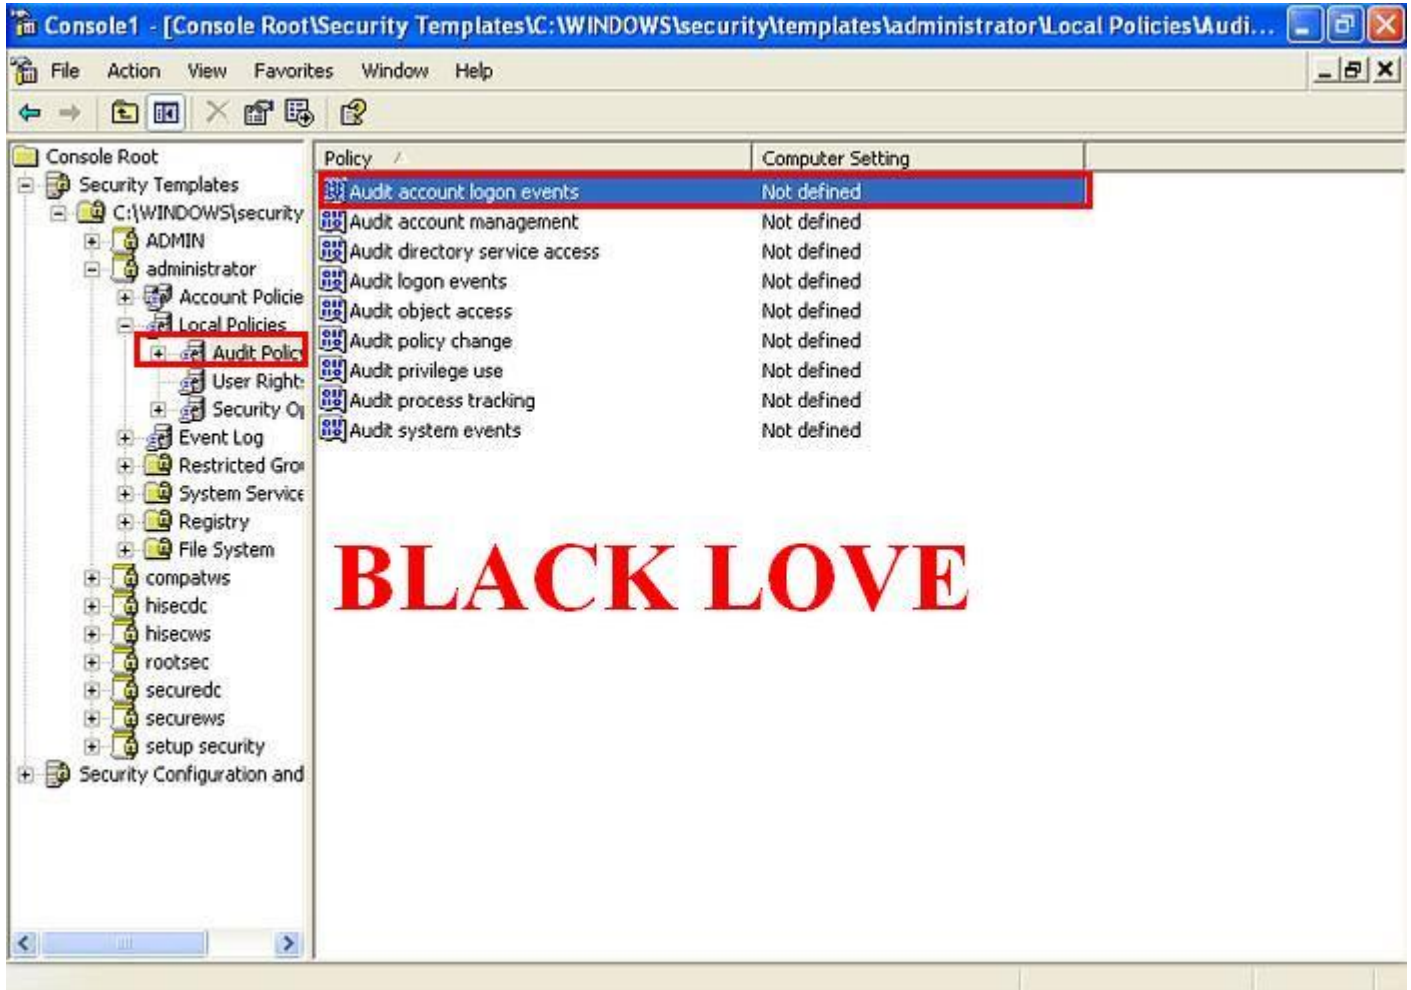 Console1 - [Console Root\Security Templates\C:\WINDOWS\security\templates\administrator\Local Policies\Audi...
File Action View Favorites Window Help
Console Root
Security Templates
C:\WINDOWS\security
ADMIN
administrator
Account Policie
Local Policies
Audit Policy
User Rights
Security Op
Event Log
Restricted Grou
System Service
Registry
File System
compatws
hisecdc
hisecws
rootsec
securedc
securews
setup security
Security Configuration and
Policy Computer Setting
Audit account logon events Not defined
Audit account management Not defined
Audit directory service access Not defined
Audit logon events Not defined
Audit object access Not defined
Audit policy change Not defined
Audit privilege use Not defined
Audit process tracking Not defined
Audit system events Not defined
BLACK LOVE